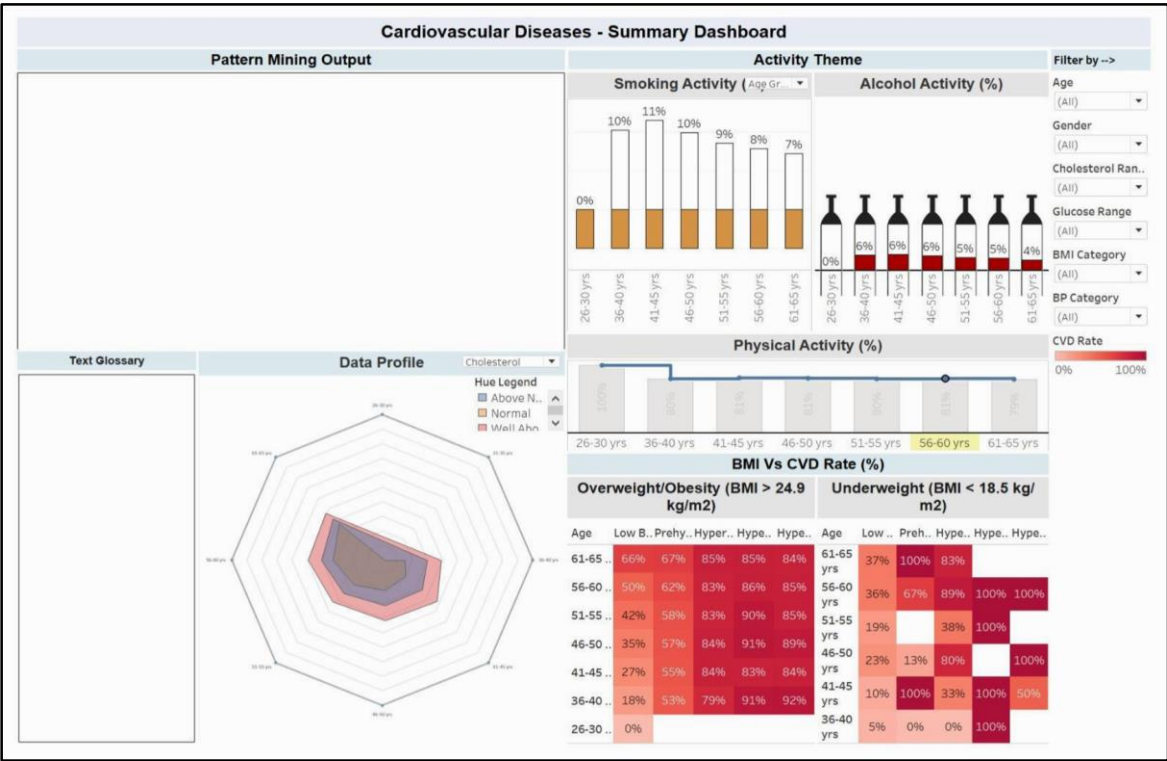 Cardiovascular Diseases - Summary Dashboard
Pattern Mining Output
Activity Theme
Filter by -->
Smoking Activity (
Age Gr...
0%
10%
11%
10%
9%
8%
7%
26-30 yrs
36-40 yrs
41-45 yrs
46-50 yrs
51-55 yrs
56-60 yrs
61-65 yrs
Alcohol Activity (%)
0%
6%
6%
6%
5%
5%
4%
26-30 yrs
36-40 yrs
41-45 yrs
46-50 yrs
51-55 yrs
56-60 yrs
61-65 yrs
Age
(All)
Gender
(All)
Cholesterol Ran..
(All)
Glucose Range
(All)
BMI Category
(All)
BP Category
(All)
CVD Rate
0% 100%
Text Glossary
Data Profile
Cholesterol
Hue Legend
Above N..
Normal
Well Abo
Physical Activity (%)
100%
80%
81%
81%
80%
81%
79%
26-30 yrs 36-40 yrs 41-45 yrs 46-50 yrs 51-55 yrs 56-60 yrs 61-65 yrs
BMI Vs CVD Rate (%)
Overweight/Obesity (BMI > 24.9
kg/m2)
Age Low B.. Prehy.. Hyper.. Hype.. Hype..
61-65 .. 66% 67% 85% 85% 84%
56-60 .. 50% 62% 83% 86% 85%
51-55 .. 42% 58% 83% 90% 85%
46-50 .. 35% 57% 84% 91% 89%
41-45 .. 27% 55% 84% 83% 84%
36-40 .. 18% 53% 79% 91% 92%
26-30 .. 0%
Underweight (BMI < 18.5 kg/
m2)
Age Low .. Preh.. Hype.. Hype.. Hype..
61-65
yrs 37% 100% 83%
56-60
yrs 36% 67% 89% 100% 100%
51-55
yrs 19% 38% 100%
46-50
yrs 23% 13% 80% 100%
41-45
yrs 10% 100% 33% 100% 50%
36-40
yrs 5% 0% 0% 100%